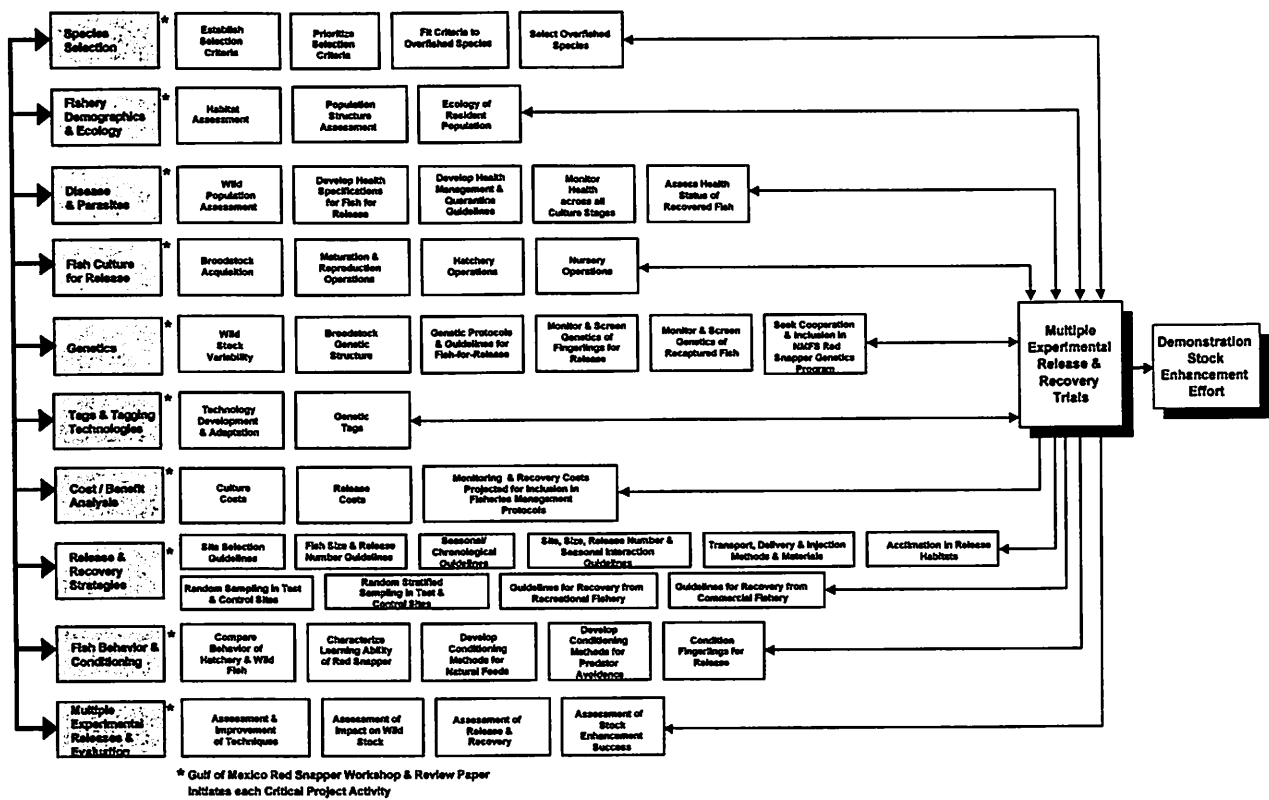 Species
Selection
*
Establish
Selection
Criteria
Prioritize
Selection
Criteria
Fit Criteria to
Overfished Species
Select Overfished
Species
Fishery
Demographics
& Ecology
*
Habitat
Assessment
Population
Structure
Assessment
Ecology of
Resident
Population
Disease
& Parasites
*
Wild
Population
Assessment
Develop Health
Specifications
for Fish for
Release
Develop Health
Management &
Quarantine
Guidelines
Monitor
Health
across all
Culture Stages
Assess Health
Status of
Recovered Fish
Fish Culture
for Release
*
Broodstock
Acquisition
Maturation &
Reproduction
Operations
Hatchery
Operations
Nursery
Operations
Genetics
*
Wild
Stock
Variability
Broodstock
Genetic
Structure
Genetic Protocols
& Guidelines for
Fish-for-Release
Monitor & Screen
Genetics of
Fingerlings for
Release
Monitor & Screen
Genetics of
Recaptured Fish
Seek Cooperation
& Inclusion in
NMFS Red
Snapper Genetics
Program
Multiple
Experimental
Release &
Recovery
Trials
Demonstration
Stock
Enhancement
Effort
Tags & Tagging
Technologies
*
Technology
Development
& Adaptation
Genetic
Tags
Cost / Benefit
Analysis
*
Culture
Costs
Release
Costs
Monitoring & Recovery Costs
Projected for Inclusion in
Fisheries Management
Protocols
Release &
Recovery
Strategies
*
Site Selection
Guidelines
Fish Size & Release
Number Guidelines
Seasonal/
Chronological
Guidelines
Site, Size, Release Number &
Seasonal Interaction
Guidelines
Transport, Delivery & Injection
Methods & Materials
Acclimation in Release
Habitats
Random Sampling in Test
& Control Sites
Random Stratified
Sampling in Test &
Control Sites
Guidelines for Recovery from
Recreational Fishery
Guidelines for Recovery from
Commercial Fishery
Fish Behavior &
Conditioning
*
Compare
Behavior of
Hatchery & Wild
Fish
Characterize
Learning Ability
of Red Snapper
Develop
Conditioning
Methods for
Natural Feeds
Develop
Conditioning
Methods for
Predator
Avoidence
Condition
Fingerlings for
Release
Multiple
Experimental
Releases &
Evaluation
*
Assessment &
Improvement
of Techniques
Assessment of
Impact on Wild
Stock
Assessment of
Release &
Recovery
Assessment of
Stock
Enhancement
Success
* Gulf of Mexico Red Snapper Workshop & Review Paper
Initiates each Critical Project Activity